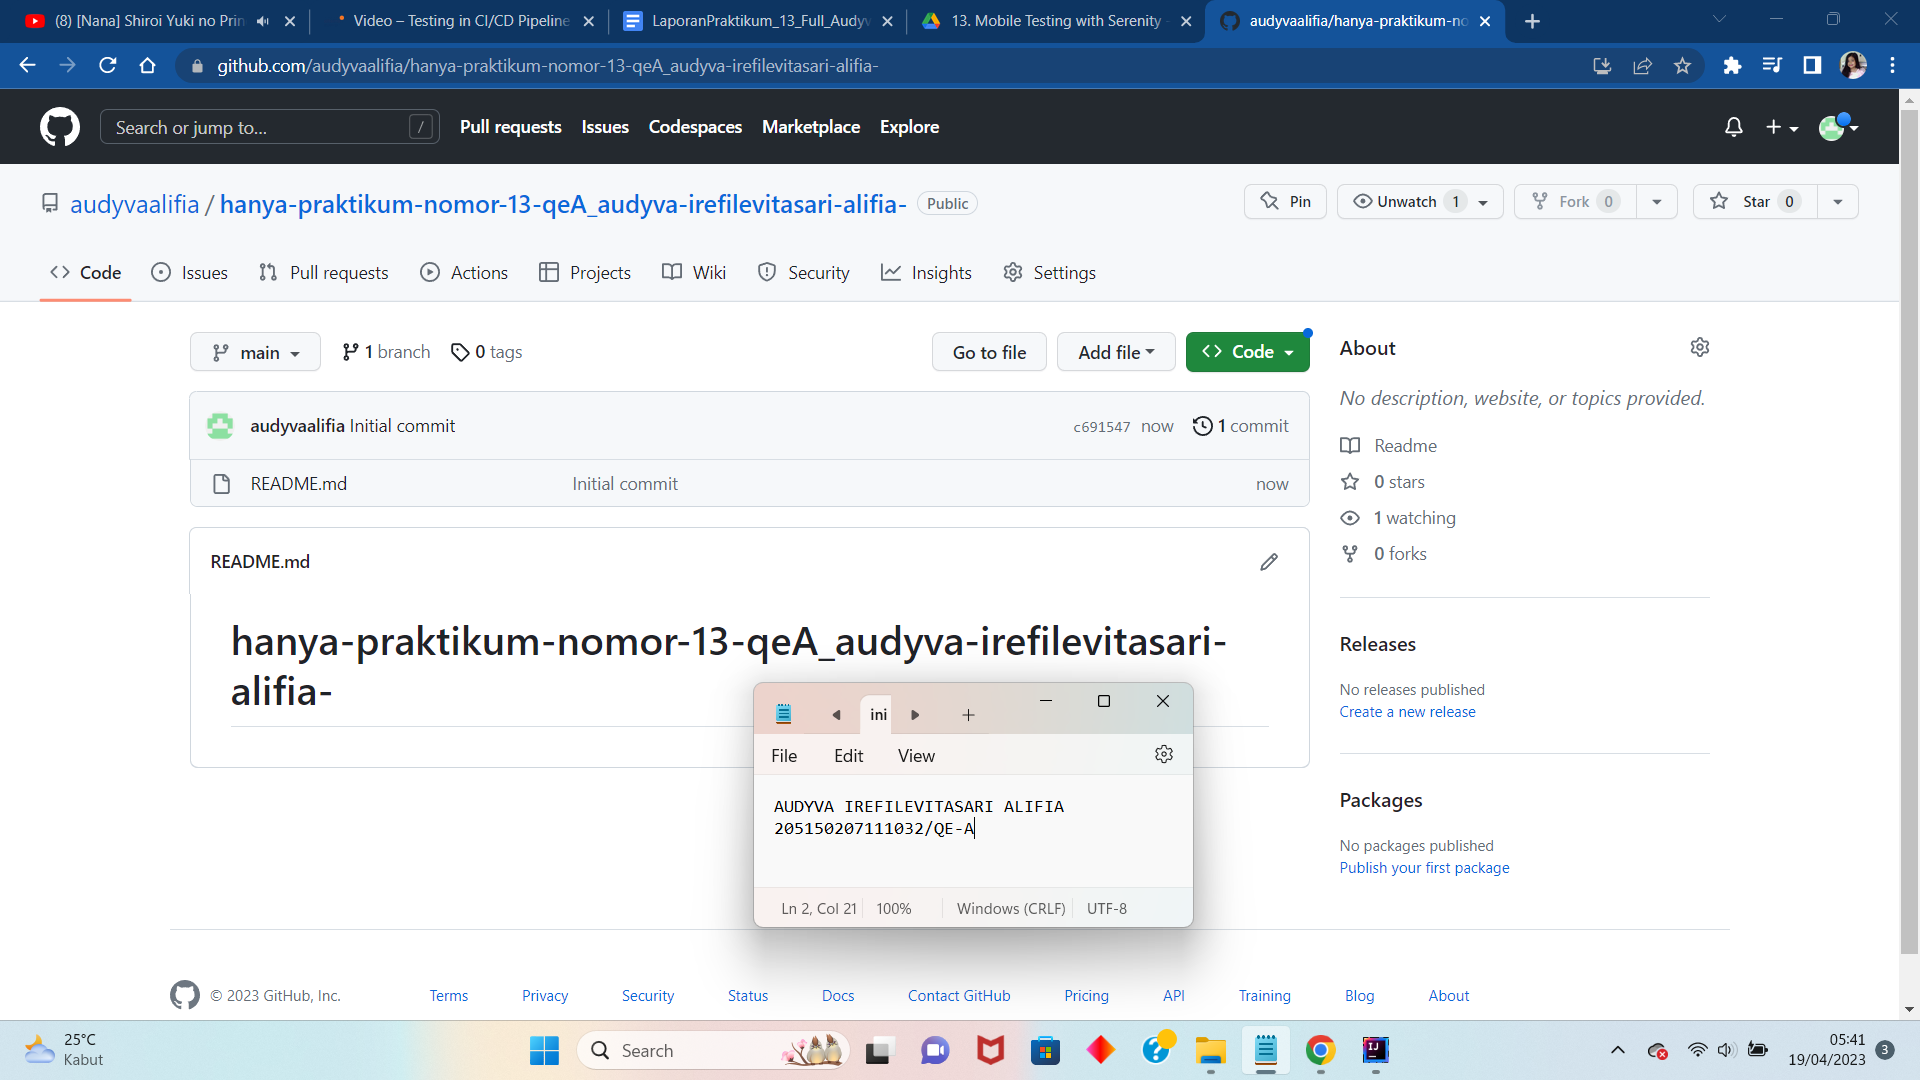 (8) [Nana] Shiroi Yuki no Prin
Video – Testing in CI/CD Pipeline
LaporanPraktikum_13_Full_Audyv
13. Mobile Testing with Serenity -
audyvaalifia/hanya-praktikum-no
github.com/audyvaalifia/hanya-praktikum-nomor-13-qeA_audyva-irefilevitasari-alifia-
Search or jump to... /
Pull requests Issues Codespaces Marketplace Explore
audyvaalifia / hanya-praktikum-nomor-13-qeA_audyva-irefilevitasari-alifia- Public
Pin Unwatch 1 Fork 0 Star 0
Code Issues Pull requests Actions Projects Wiki Security Insights Settings
main 1 branch 0 tags Go to file Add file Code
audyvaalifia Initial commit c691547 now 1 commit
README.md Initial commit now
README.md
hanya-praktikum-nomor-13-qeA_audyva-irefilevitasari-
alifia-
About
No description, website, or topics provided.
Readme
0 stars
1 watching
0 forks
Releases
No releases published
Create a new release
Packages
No packages published
Publish your first package
ini
File Edit View
AUDYVA IREFILEVITASARI ALIFIA
205150207111032/QE-A
Ln 2, Col 21 100% Windows (CRLF) UTF-8
© 2023 GitHub, Inc. Terms Privacy Security Status Docs Contact GitHub Pricing API Training Blog About
25°C
Kabut
Search
05:41
19/04/2023
3